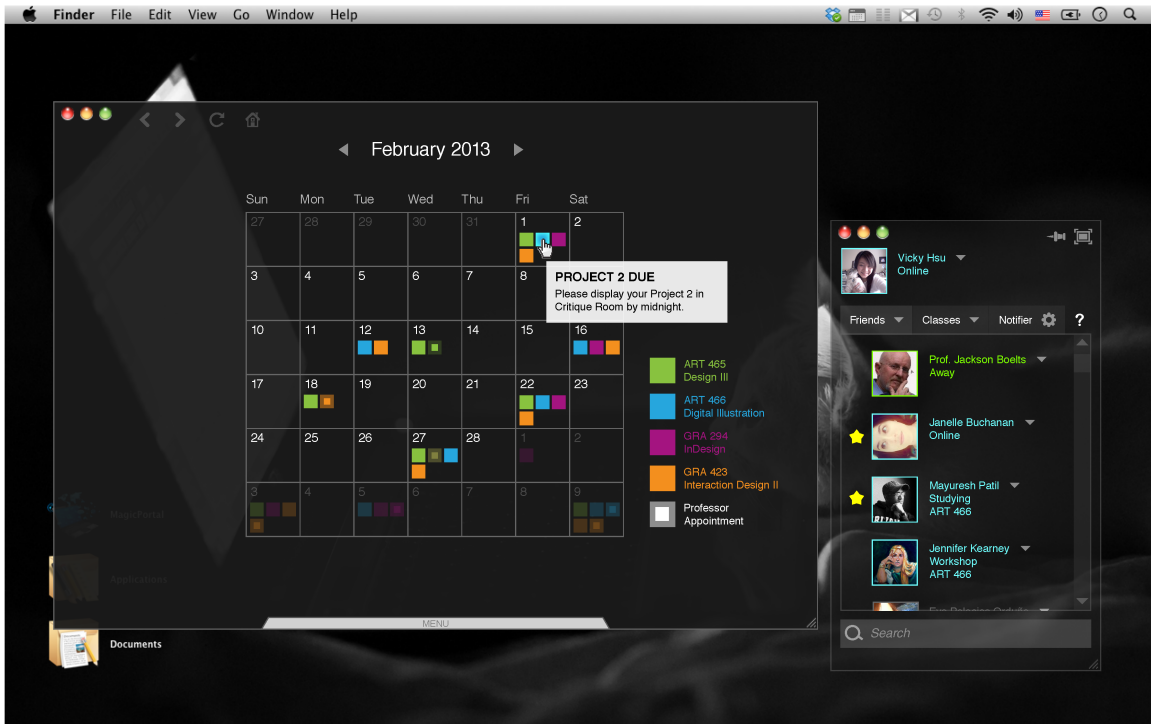 Finder File Edit View Go Window Help
February 2013
Sun Mon Tue Wed Thu Fri Sat
27 28 29 30 31 1 2
3 4 5 6 7 8
PROJECT 2 DUE
Please display your Project 2 in
Critique Room by midnight.
10 11 12 13 14 15 16
17 18 19 20 21 22 23
24 25 26 27 28 1 2
3 4 5 6 7 8 9
ART 465
Design III
ART 466
Digital Illustration
GRA 294
InDesign
GRA 423
Interaction Design II
Professor
Appointment
MENU
MagicPortal
Applications
Documents
Vicky Hsu
Online
Friends Classes Notifier ?
Prof. Jackson Boelts
Away
Janelle Buchanan
Online
Mayuresh Patil
Studying
ART 466
Jennifer Kearney
Workshop
ART 466
Search